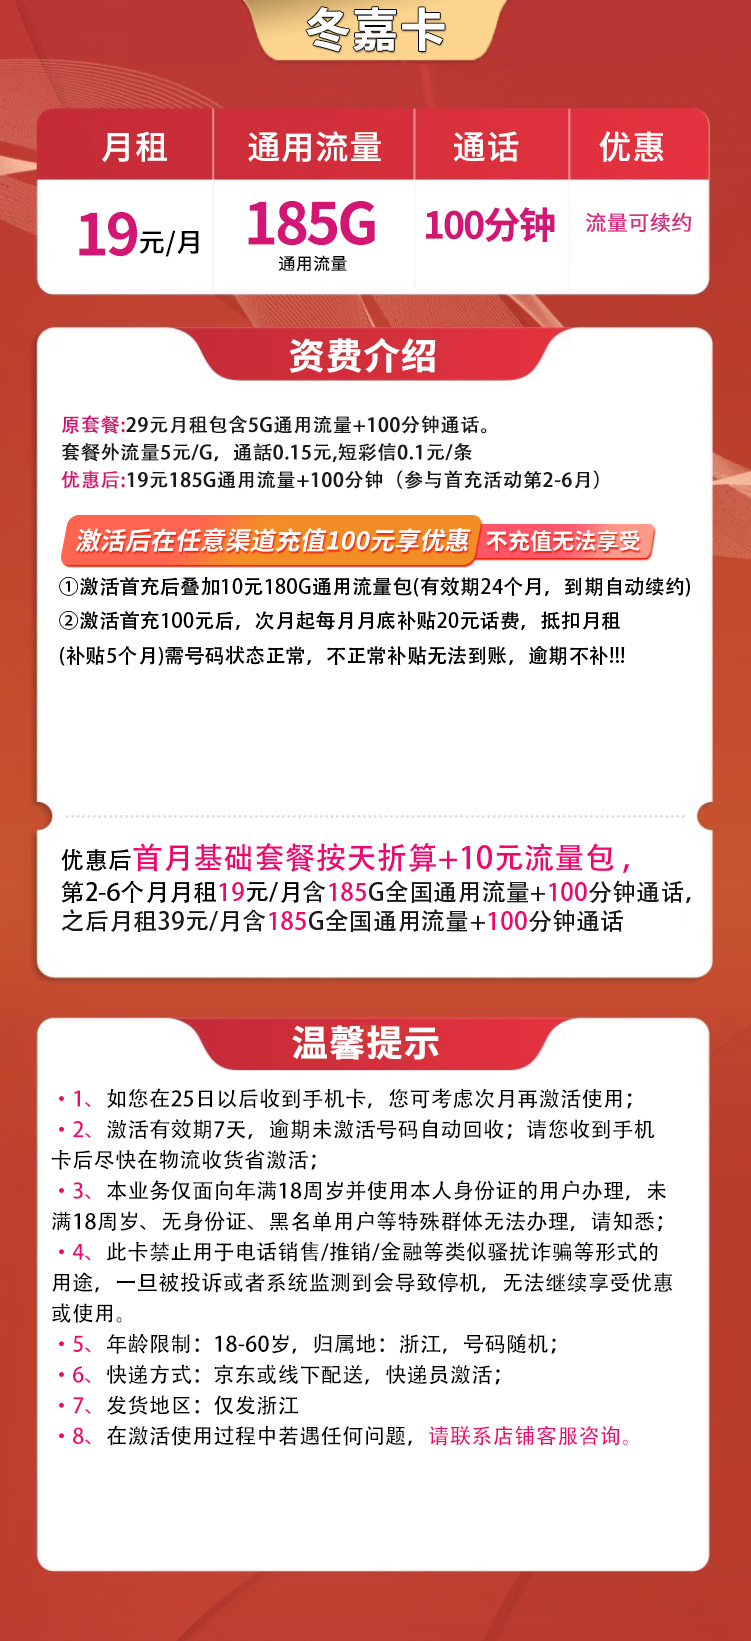 冬嘉卡
月租 通用流量 通话 优惠
19元/月 185G 100分钟 流量可续约
通用流量
资费介绍
原套餐:29元月租包含5G通用流量+100分钟通话。
套餐外流量5元/G，通話0.15元,短彩信0.1元/条
优惠后:19元185G通用流量+100分钟（参与首充活动第2-6月）
激活后在任意渠道充值100元享优惠 不充值无法享受
①激活首充后叠加10元180G通用流量包(有效期24个月，到期自动续约)
②激活首充100元后，次月起每月月底补贴20元话费，抵扣月租
(补贴5个月)需号码状态正常，不正常补贴无法到账，逾期不补!!!
优惠后首月基础套餐按天折算+10元流量包，
第2-6个月月租19元/月含185G全国通用流量+100分钟通话,
之后月租39元/月含185G全国通用流量+100分钟通话
温馨提示
·1、如您在25日以后收到手机卡，您可考虑次月再激活使用；
·2、激活有效期7天，逾期未激活号码自动回收；请您收到手机
卡后尽快在物流收货省激活；
·3、本业务仅面向年满18周岁并使用本人身份证的用户办理，未
满18周岁、无身份证、黑名单用户等特殊群体无法办理，请知悉；
·4、此卡禁止用于电话销售/推销/金融等类似骚扰诈骗等形式的
用途，一旦被投诉或者系统监测到会导致停机，无法继续享受优惠
或使用。
·5、年龄限制：18-60岁，归属地：浙江，号码随机；
·6、快递方式：京东或线下配送，快递员激活；
·7、发货地区：仅发浙江
·8、在激活使用过程中若遇任何问题，请联系店铺客服咨询。